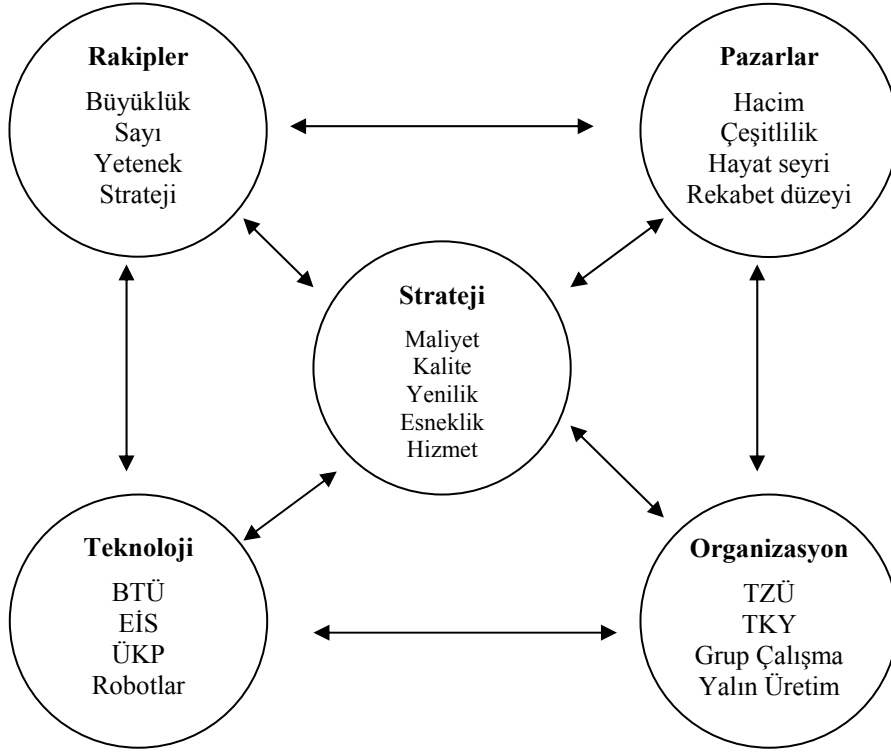 Rakipler
Büyüklük
Sayı
Yetenek
Strateji
Pazarlar
Hacim
Çeşitlilik
Hayat seyri
Rekabet düzeyi
Strateji
Maliyet
Kalite
Yenilik
Esneklik
Hizmet
Teknoloji
BTÜ
EİS
ÜKP
Robotlar
Organizasyon
TZÜ
TKY
Grup Çalışma
Yalın Üretim